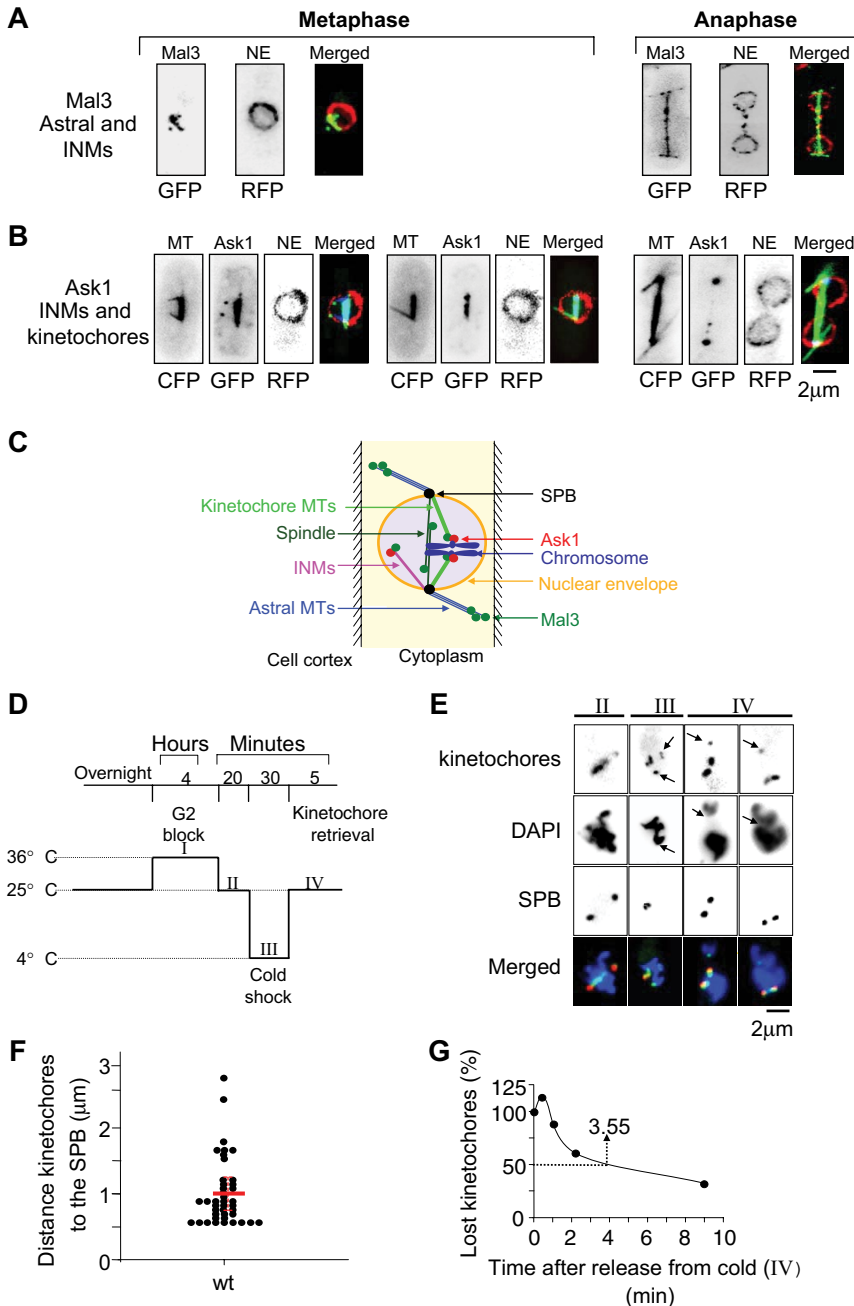 A
Metaphase
Anaphase
Mal3 NE Merged
Mal3 NE Merged
Mal3
Astral and
INMs
GFP RFP
GFP RFP
B
MT Ask1 NE Merged
MT Ask1 NE Merged
MT Ask1 NE Merged
Ask1
INMs and
kinetochores
CFP GFP RFP
CFP GFP RFP
CFP GFP RFP
2μm
C
Kinetochore MTs
Spindle
INMs
Astral MTs
SPB
Ask1
Chromosome
Nuclear envelope
Mal3
Cell cortex
Cytoplasm
D
Hours Minutes
Overnight 4 20 30 5
G2
block
Kinetochore
retrieval
I
36° C
25° C
II
IV
4° C
III
Cold
shock
E
II III IV
kinetochores
DAPI
SPB
Merged
2μm
F
Distance kinetochores
to the SPB (μm)
3
2
1
0
wt
G
Lost kinetochores (%)
125
100
50
0
3.55
0 2 4 6 8 10
Time after release from cold (IV)
(min)